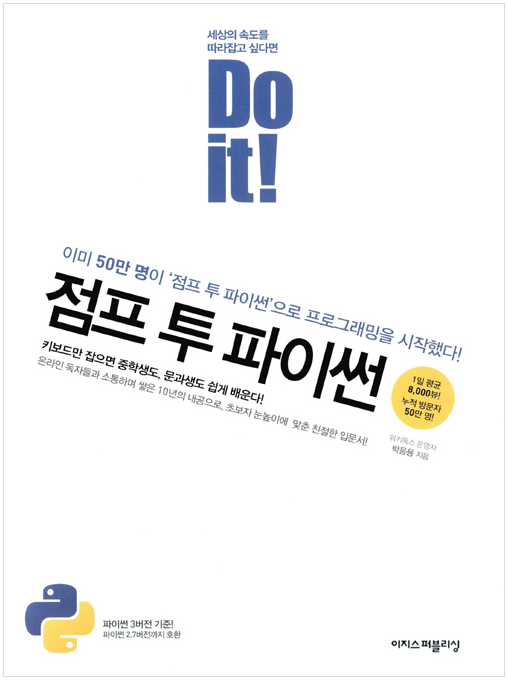 세상의 속도를
따라잡고 싶다면
Do
it!
이미 50만 명이 '점프 투 파이썬'으로 프로그래밍을 시작했다!
점프 투 파이썬
키보드만 잡으면 중학생도, 문과생도 쉽게 배운다!
온라인 독자들과 소통하며 쌓은 10년의 내공으로, 초보자 눈높이에 맞춘 친절한 입문서!
1일 평균
8,000뷰!
누적 방문자
50만 명!
위키독스 운영자
박응용 지음
파이썬 3버전 기준!
파이썬 2.7버전까지 호환
이지스 퍼블리싱